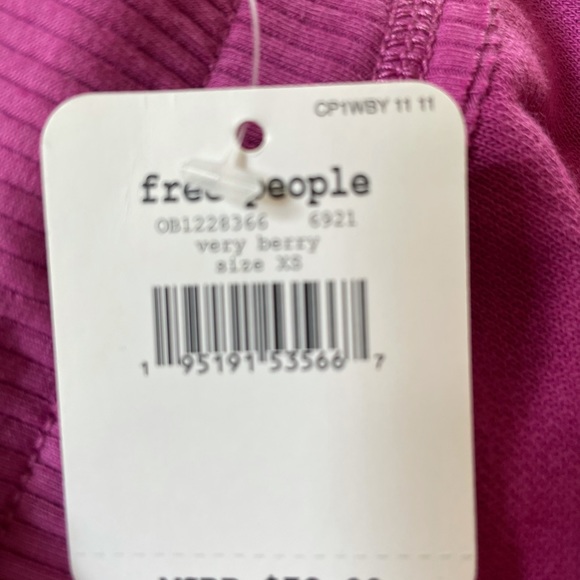 CP1WBY 11 11
free people
OB1228366 6921
very berry
size XS
1 95191 53566 7